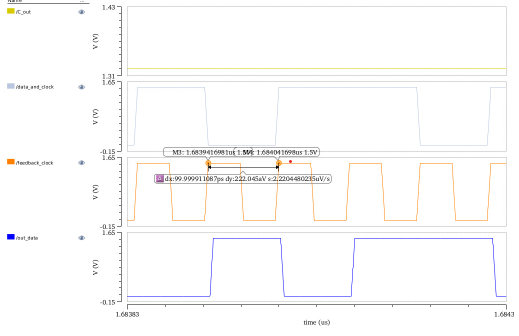 Name
/C_out
1.43
V (V)
1.31
/data_and_clock
1.65
V (V)
-0.15
M3: 1.6839416981us 1.5V
M4: 1.684041698us 1.5V
/feedback_clock
1.65
V (V)
-0.15
dx:99.999911087ps dy:222.045aV s:2.2204480235uV/s
/out_data
1.65
V (V)
-0.15
1.68383
1.6843
time (us)